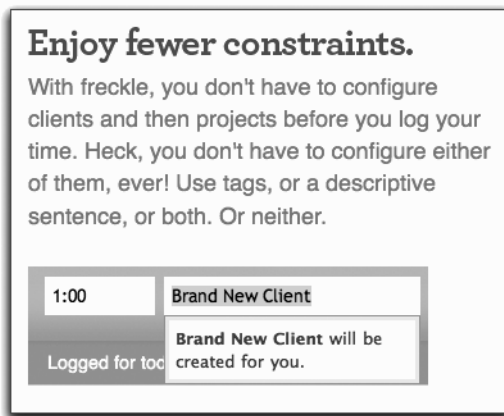 Enjoy fewer constraints.
With freckle, you don't have to configure
clients and then projects before you log your
time. Heck, you don't have to configure either
of them, ever! Use tags, or a descriptive
sentence, or both. Or neither.
1:00
Brand New Client
Brand New Client will be
created for you.
Logged for tod